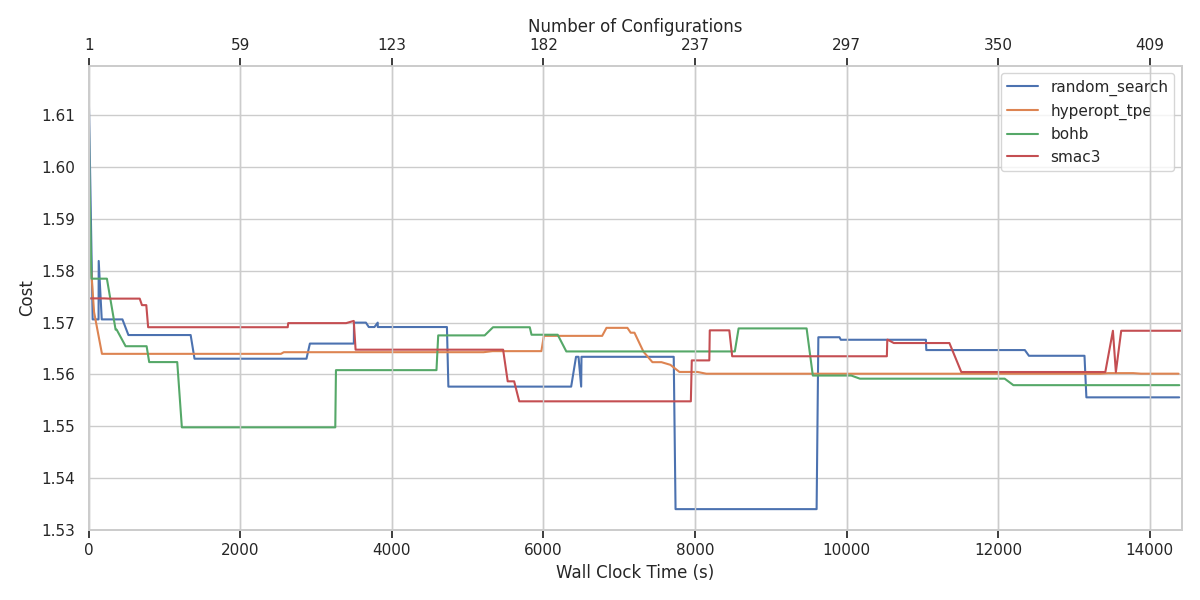 Number of Configurations
1 59 123 182 237 297 350 409
random_search
hyperopt_tpe
bohb
smac3
Cost
1.61
1.60
1.59
1.58
1.57
1.56
1.55
1.54
1.53
0 2000 4000 6000 8000 10000 12000 14000
Wall Clock Time (s)